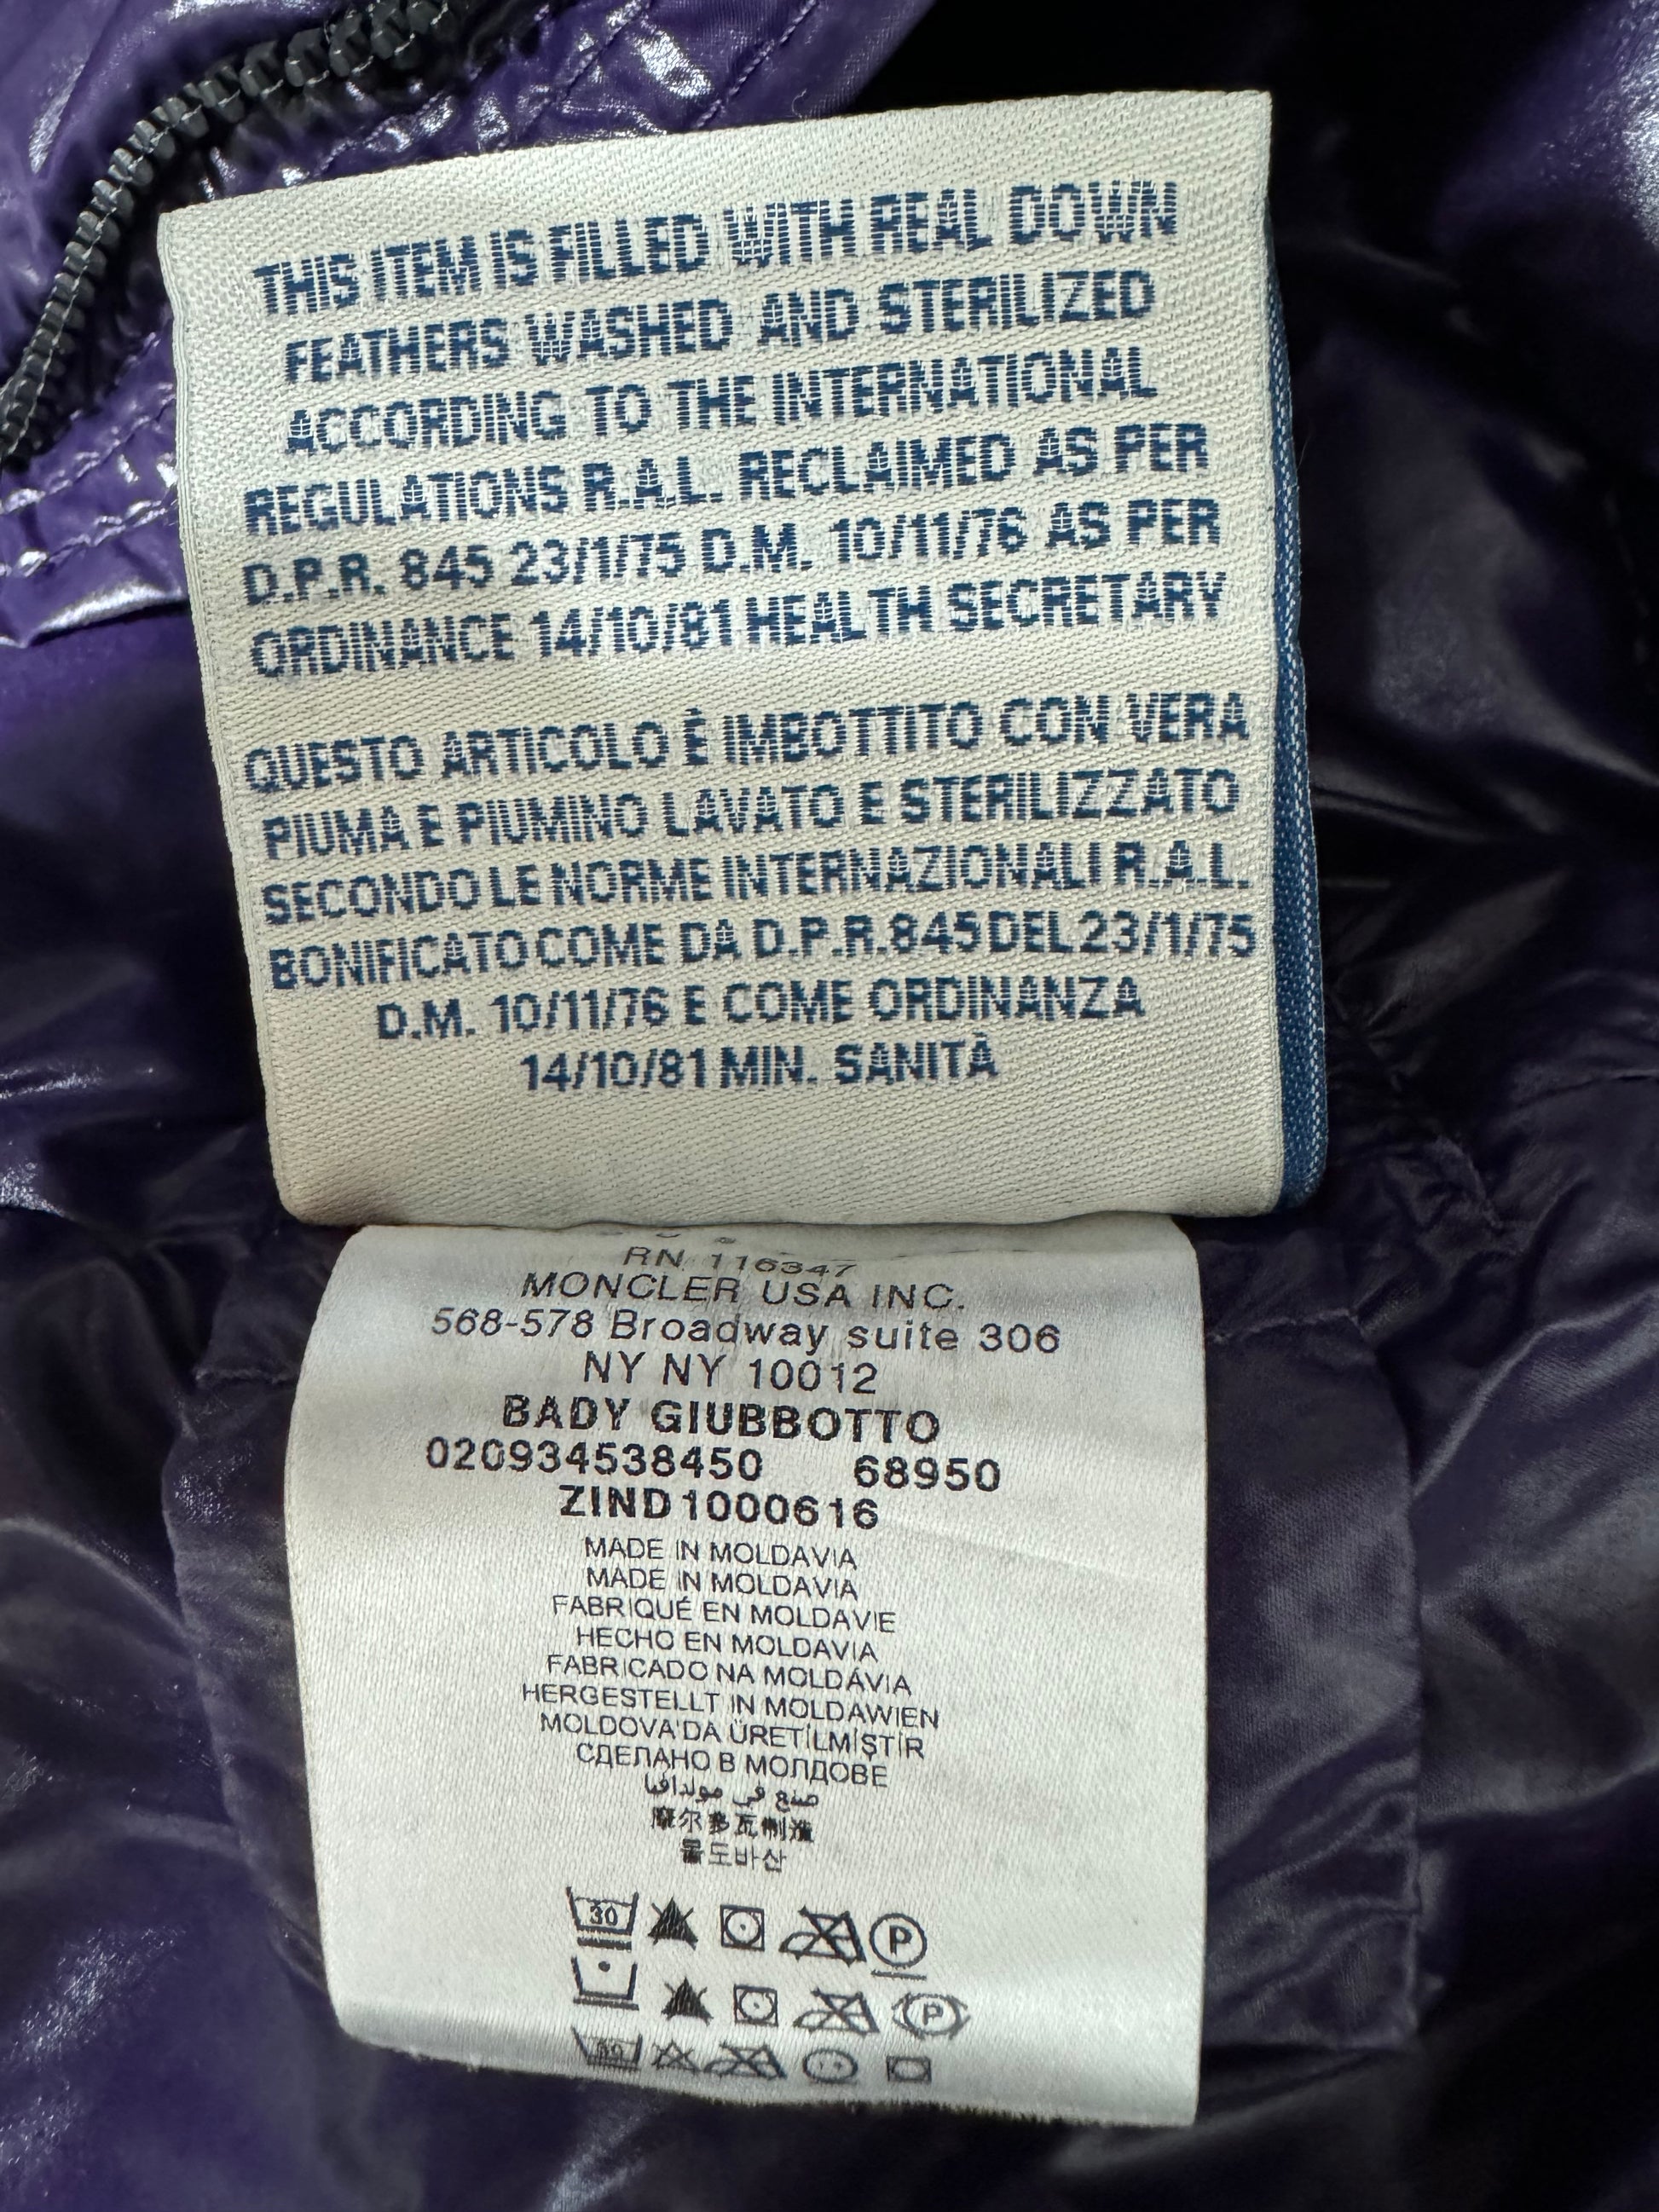 THIS ITEM IS FILLED WITH REAL DOWN
FEATHERS WASHED AND STERILIZED
ACCORDING TO THE INTERNATIONAL
REGULATIONS R.A.L. RECLAIMED AS PER
D.P.R. 845 23/1/75 D.M. 10/11/76 AS PER
ORDINANCE 14/10/81 HEALTH SECRETARY
QUESTO ARTICOLO È IMBOTTITO CON VERA
PIUMA E PIUMINO LAVATO E STERILIZZATO
SECONDO LE NORME INTERNAZIONALI R.A.L.
BONIFICATO COME DA D.P.R. 845 DEL 23/1/75
D.M. 10/11/76 E COME ORDINANZA
14/10/81 MIN. SANITÀ
RN 116347
MONCLER USA INC.
568-578 Broadway suite 306
NY NY 10012
BADY GIUBBOTTO
020934538450 68950
ZIND1000616
MADE IN MOLDAVIA
MADE IN MOLDAVIA
FABRIQUÉ EN MOLDAVIE
HECHO EN MOLDAVIA
FABRICADO NA MOLDÁVIA
HERGESTELLT IN MOLDAWIEN
MOLDOVA'DA ÜRETİLMİŞTİR
СДЕЛАНО В МОЛДОВЕ
صنع في مولدافيا
摩尔多瓦制造
몰도바산
30 P
P